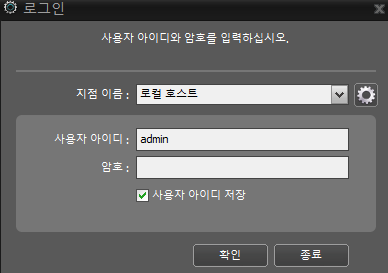 로그인
사용자 아이디와 암호를 입력하십시오.
지점 이름 : 로컬 호스트
사용자 아이디 : admin
암호 :
사용자 아이디 저장
확인 종료